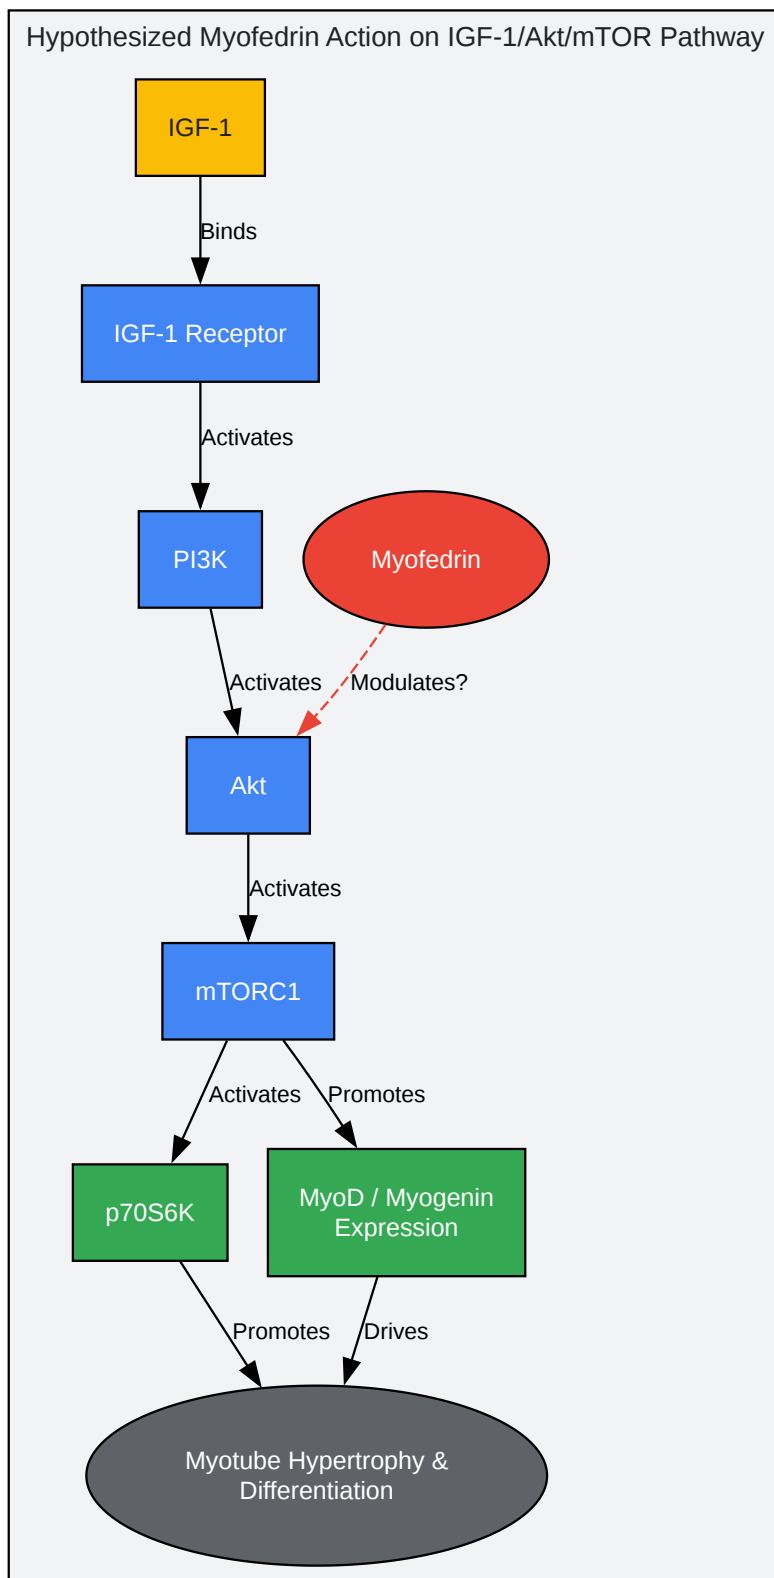 Hypothesized Myofedrin Action on IGF-1/Akt/mTOR Pathway
IGF-1
Binds
IGF-1 Receptor
Activates
PI3K
Myofedrin
Activates
Modulates?
Akt
Activates
mTORC1
Activates
Promotes
p70S6K
MyoD / Myogenin
Expression
Promotes
Drives
Myotube Hypertrophy &
Differentiation